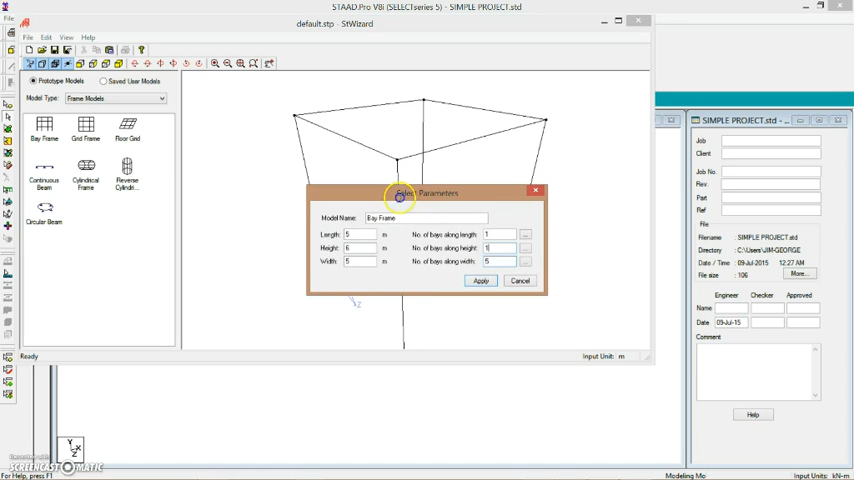 STAAD.Pro V8i (SELECTseries 5) - SIMPLE PROJECT.std
File
default.stp - StWizard
File Edit View Help
Prototype Models
Saved User Models
Model Type:
Frame Models
Bay Frame
Grid Frame
Floor Grid
Continuous Beam
Cylindrical Frame
Reverse Cylindri...
Circular Beam
Select Parameters
Model Name: Bay Frame
Length: 5 m No. of bays along length: 1 ...
Height: 6 m No. of bays along height: 1 ...
Width: 5 m No. of bays along width: 5 ...
Apply Cancel
Z
Ready
Input Unit: m
SIMPLE PROJECT.std - ...
Job
Client
Job No.
Rev.
Part
Ref
File
Filename : SIMPLE PROJECT.std
Directory : C:\Users\JIM-GEORGE
Date / Time : 09-Jul-2015 12:27 AM
File size : 106
More...
Engineer Checker Approved
Name
Date 09-Jul-15
Comment
Help
Y
X
Z
Recorded with
SCREENCAST-O-MATIC
For Help, press F1
Modeling Mo
Input Units: kN-m